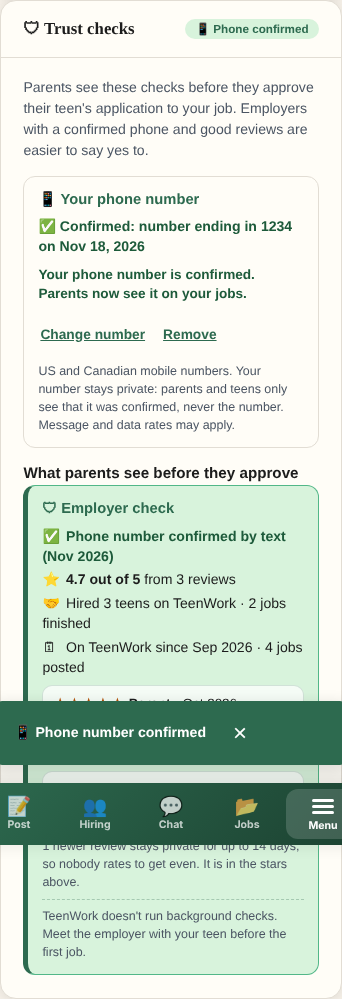 🛡 Trust checks
📱 Phone confirmed
Parents see these checks before they approve
their teen's application to your job. Employers
with a confirmed phone and good reviews are
easier to say yes to.
📱 Your phone number
✅ Confirmed: number ending in 1234
on Nov 18, 2026
Your phone number is confirmed.
Parents now see it on your jobs.
Change number Remove
US and Canadian mobile numbers. Your
number stays private: parents and teens only
see that it was confirmed, never the number.
Message and data rates may apply.
What parents see before they approve
🛡 Employer check
✅ Phone number confirmed by text
(Nov 2026)
⭐ 4.7 out of 5 from 3 reviews
🤝 Hired 3 teens on TeenWork · 2 jobs
finished
🗓 On TeenWork since Sep 2026 · 4 jobs
posted
📱 Phone number confirmed ✕
Post
Hiring
Chat
Jobs
Menu
1 newer review stays private for up to 14 days,
so nobody rates to get even. It is in the stars
above.
TeenWork doesn't run background checks.
Meet the employer with your teen before the
first job.